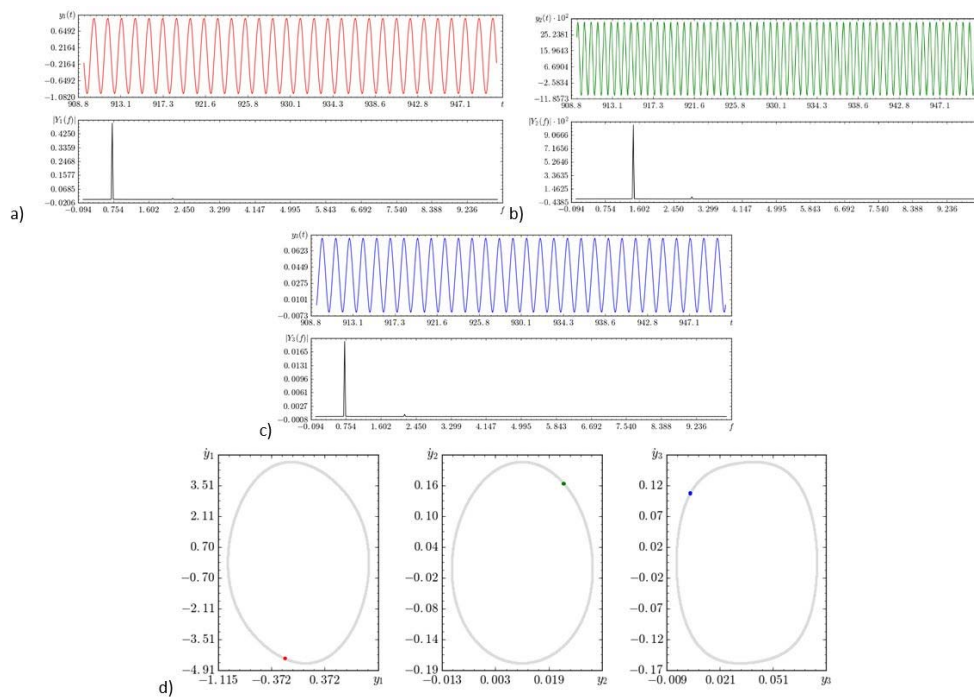 y₁(t)
0.6492
0.2164
−0.2164
−0.6492
−1.0820
908.8 913.1 917.3 921.6 925.8 930.1 934.3 938.6 942.8 947.1 t
|Y₁(f)|
0.4250
0.3359
0.2468
0.1577
0.0685
−0.0206
−0.094 0.754 1.602 2.450 3.299 4.147 4.995 5.843 6.692 7.540 8.388 9.236 f
a)
y₂(t) · 10²
25.2381
15.9643
6.6904
−2.5834
−11.8573
908.8 913.1 917.3 921.6 925.8 930.1 934.3 938.6 942.8 947.1
|Y₂(f)| · 10²
9.0666
7.1656
5.2646
3.3635
1.4625
−0.4385
−0.094 0.754 1.602 2.450 3.299 4.147 4.995 5.843 6.692 7.540 8.388 9.236
b)
y₃(t)
0.0623
0.0449
0.0275
0.0101
−0.0073
908.8 913.1 917.3 921.6 925.8 930.1 934.3 938.6 942.8 947.1 t
|Y₃(f)|
0.0165
0.0131
0.0096
0.0061
0.0027
−0.0008
−0.094 0.754 1.602 2.450 3.299 4.147 4.995 5.843 6.692 7.540 8.388 9.236 f
c)
ẏ₁
3.51
2.11
0.70
−0.70
−2.11
−3.51
−4.91
−1.115 −0.372 0.372 y₁
ẏ₂
0.16
0.10
0.04
−0.02
−0.08
−0.14
−0.19
−0.013 0.003 0.019 y₂
ẏ₃
0.12
0.07
0.02
−0.02
−0.07
−0.12
−0.17
−0.009 0.021 0.051 y₃
d)